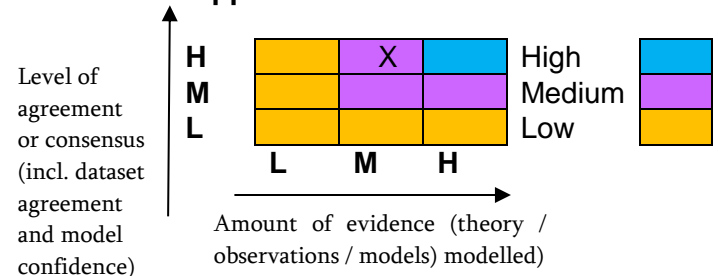 Level of
agreement
or consensus
(incl. dataset
agreement
and model
confidence)
H
M
L
X
High
Medium
Low
L M H
Amount of evidence (theory /
observations / models) modelled)